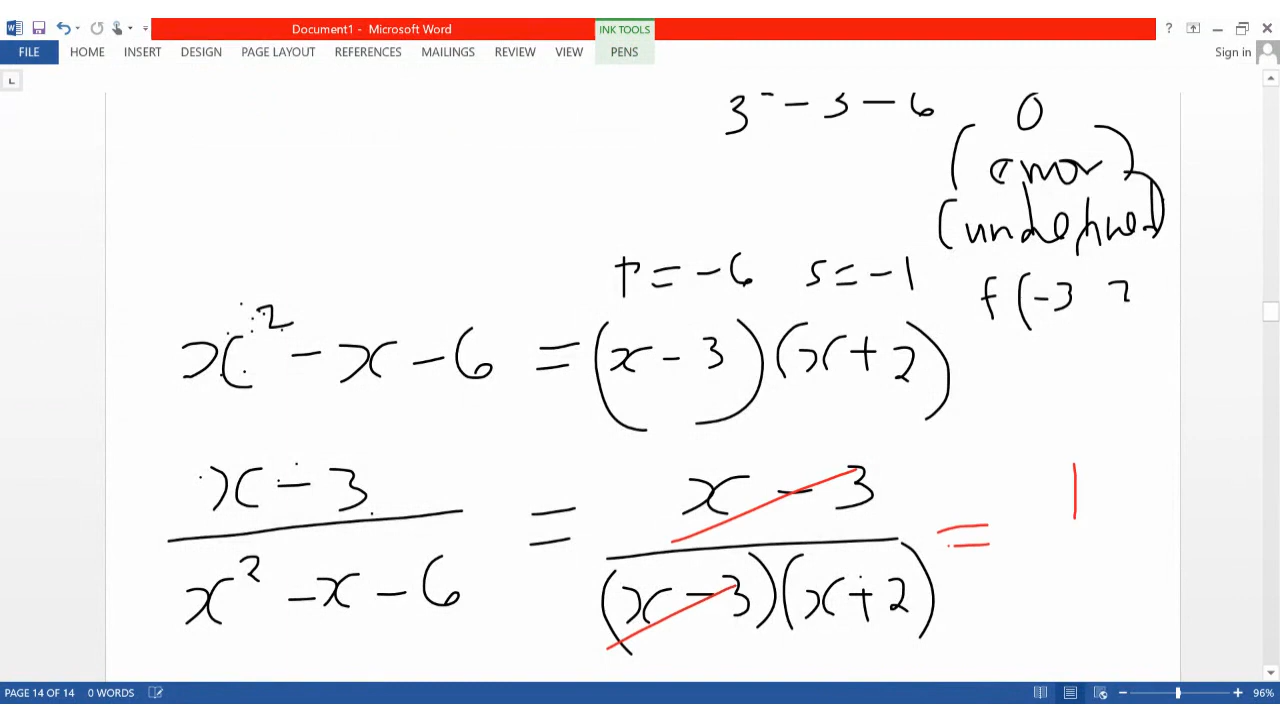 Document1 - Microsoft Word
INK TOOLS
FILE HOME INSERT DESIGN PAGE LAYOUT REFERENCES MAILINGS REVIEW VIEW PENS
Sign in
3 - 3 - 6 0
(error)
(undefined)
p = -6 s = -1
f(-3
x² - x - 6 = (x - 3)(x + 2)
x - 3 = x - 3 = 1
x² - x - 6 (x - 3)(x + 2)
PAGE 14 OF 14 0 WORDS
96%